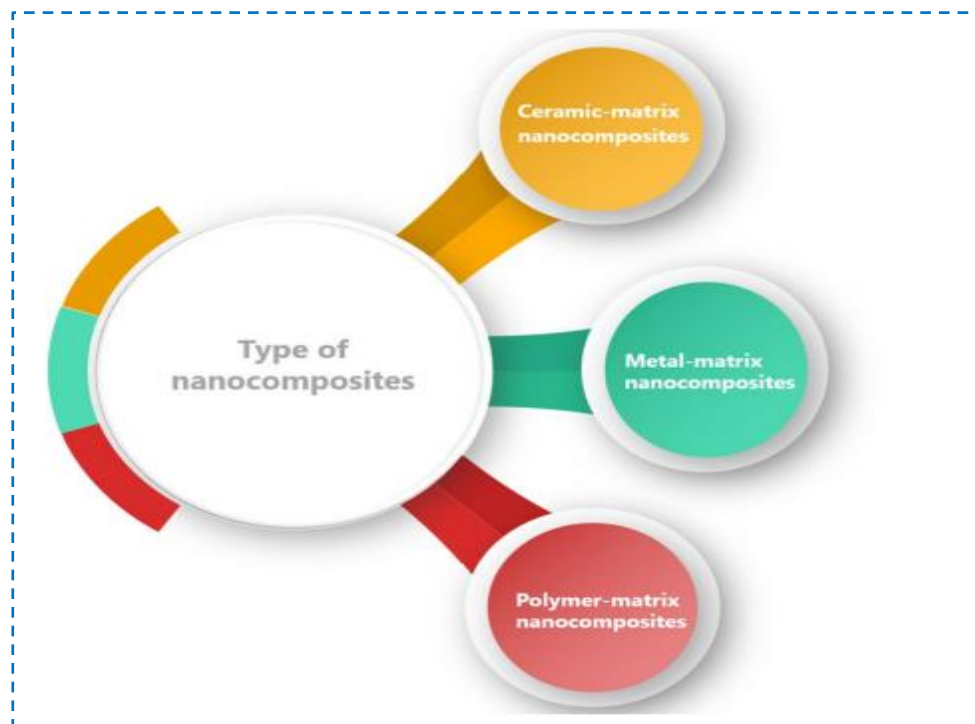 Ceramic-matrix
nanocomposites
Type of
nanocomposites
Metal-matrix
nanocomposites
Polymer-matrix
nanocomposites